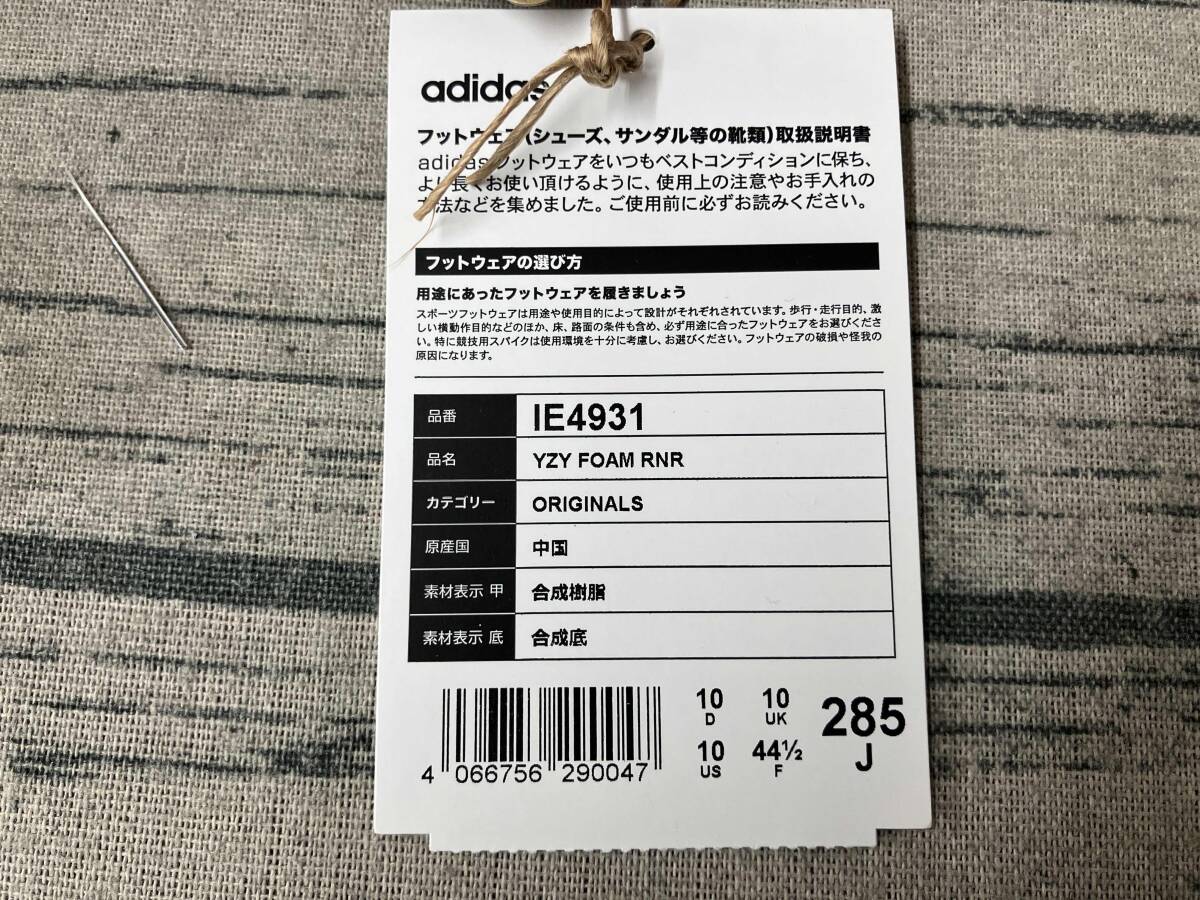 adidas
フットウェア(シューズ、サンダル等の靴類)取扱説明書
adidasフットウェアをいつもベストコンディションに保ち、
より長くお使い頂けるように、使用上の注意やお手入れの
方法などを集めました。ご使用前に必ずお読みください。
フットウェアの選び方
用途にあったフットウェアを履きましょう
スポーツフットウェアは用途や使用目的によって設計がそれぞれされています。歩行・走行目的、激
しい横動作目的などのほか、床、路面の条件も含め、必ず用途に合ったフットウェアをお選びくださ
い。特に競技用スパイクは使用環境を十分に考慮し、お選びください。フットウェアの破損や怪我の
原因になります。
品番 IE4931
品名 YZY FOAM RNR
カテゴリー ORIGINALS
原産国 中国
素材表示 甲 合成樹脂
素材表示 底 合成底
10 D 10 UK
10 US 44½ F
285 J
4 066756 290047